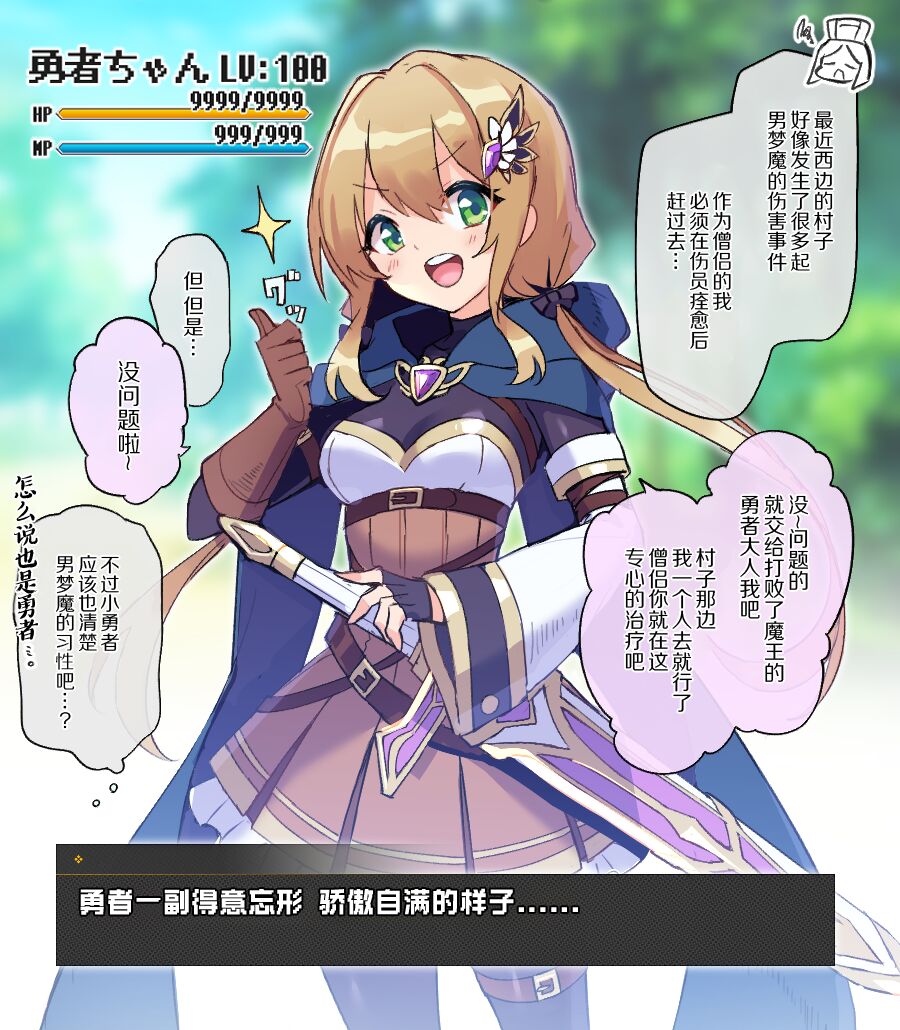 勇者ちゃん LV:100
HP 9999/9999
MP 999/999
最近西边的村子
好像发生了很多起
男梦魔的伤害事件
作为僧侣的我
必须在伤员痊愈后
赶过去…
没~问题的
就交给打败了魔王的
勇者大人我吧
村子那边
我一个人去就行了
僧侣你就在这
专心的治疗吧
グッ
但 但是…
没问题啦~
不过小勇者
应该也清楚
男梦魔的习性吧…?
怎么说也是勇者…。
勇者一副得意忘形 骄傲自满的样子......